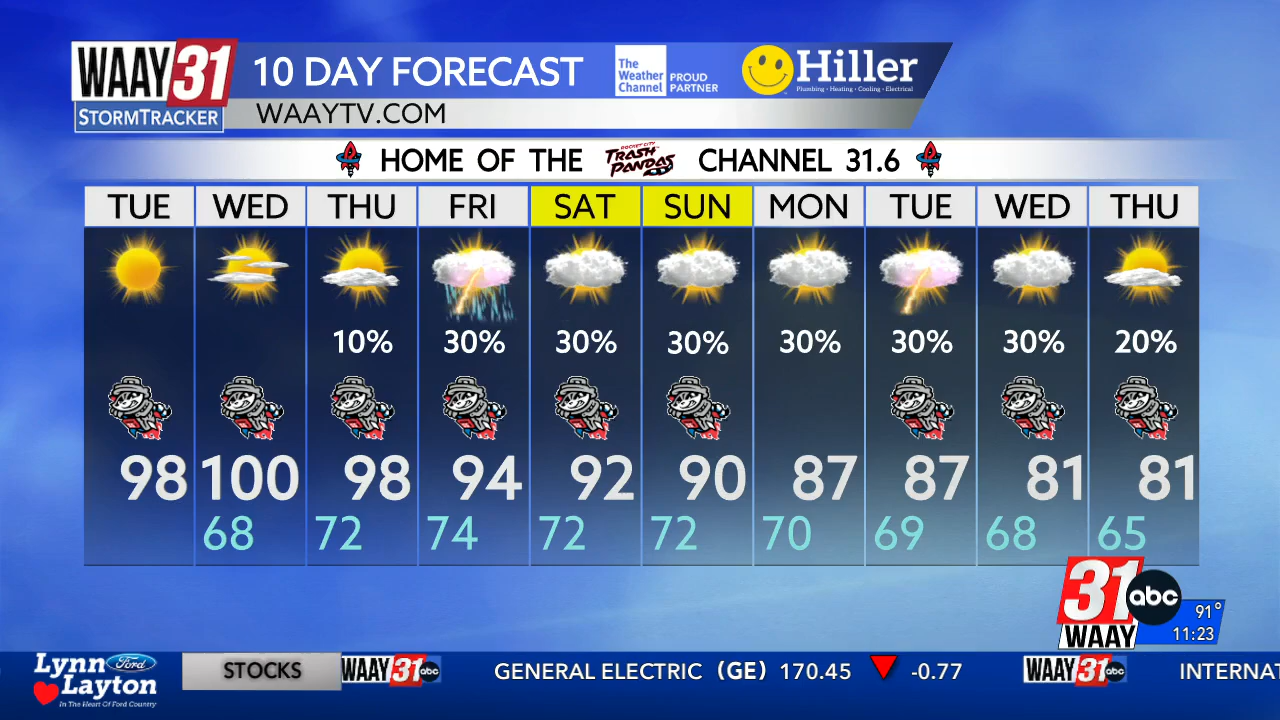 WAAY 31
STORMTRACKER
10 DAY FORECAST
The Weather Channel
PROUD PARTNER
Hiller
Plumbing • Heating • Cooling • Electrical
WAAYTV.COM
HOME OF THE ROCKET CITY TRASH PANDAS CHANNEL 31.6
TUE WED THU FRI SAT SUN MON TUE WED THU
10% 30% 30% 30% 30% 30% 30% 20%
98 100 98 94 92 90 87 87 81 81
68 72 74 72 72 70 69 68 65
31 abc
WAAY
91°
11:23
Lynn Ford Layton
In The Heart Of Ford Country
STOCKS WAAY 31 abc GENERAL ELECTRIC (GE) 170.45 ▼ -0.77 WAAY 31 abc INTERNAT